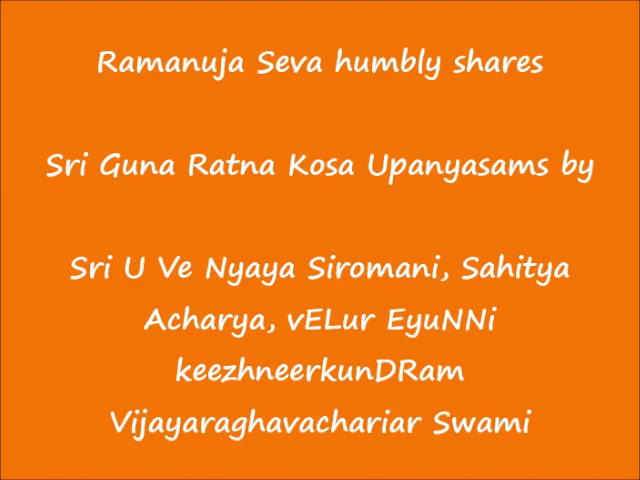 Ramanuja Seva humbly shares
Sri Guna Ratna Kosa Upanyasams by
Sri U Ve Nyaya Siromani, Sahitya
Acharya, vELur EyuNNi
keezhneerkunDRam
Vijayaraghavachariar Swami